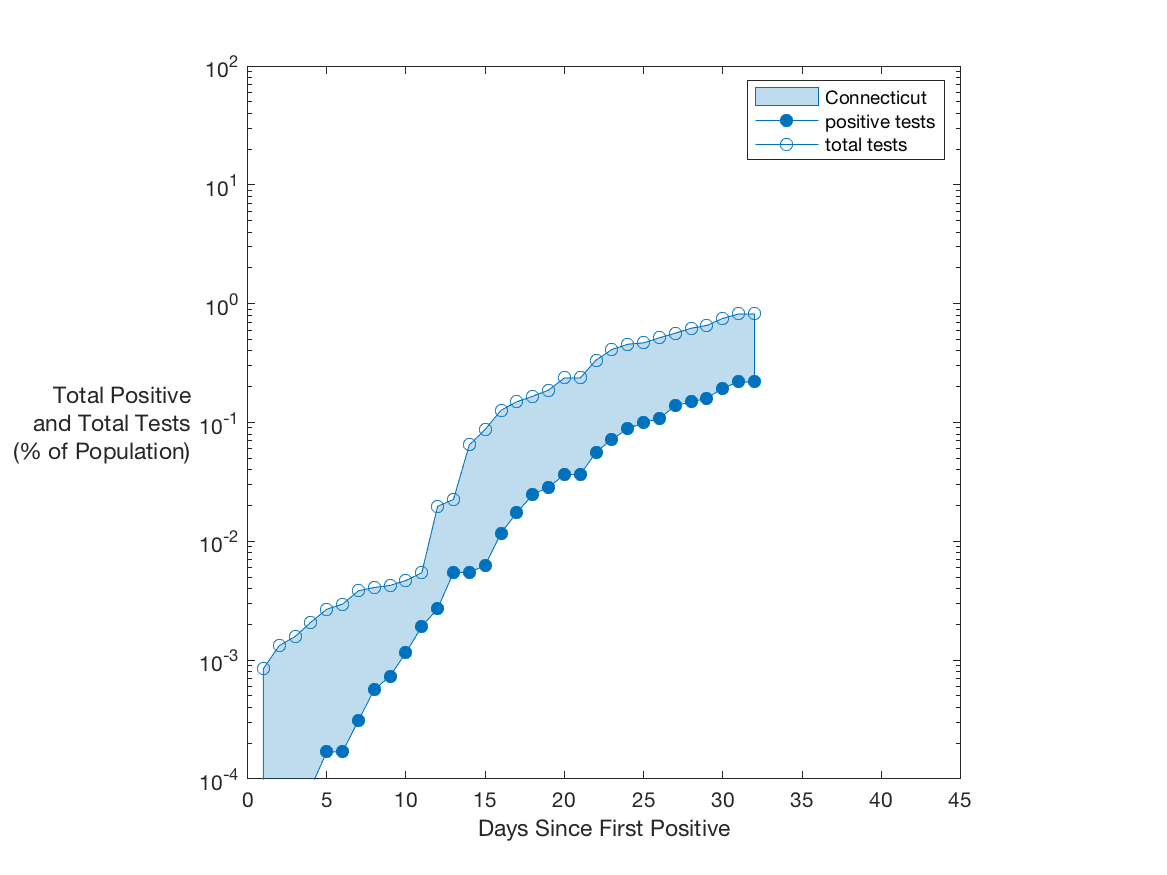 10^2
10^1
10^0
10^-1
10^-2
10^-3
10^-4
Total Positive
and Total Tests
(% of Population)
Connecticut
positive tests
total tests
0 5 10 15 20 25 30 35 40 45
Days Since First Positive